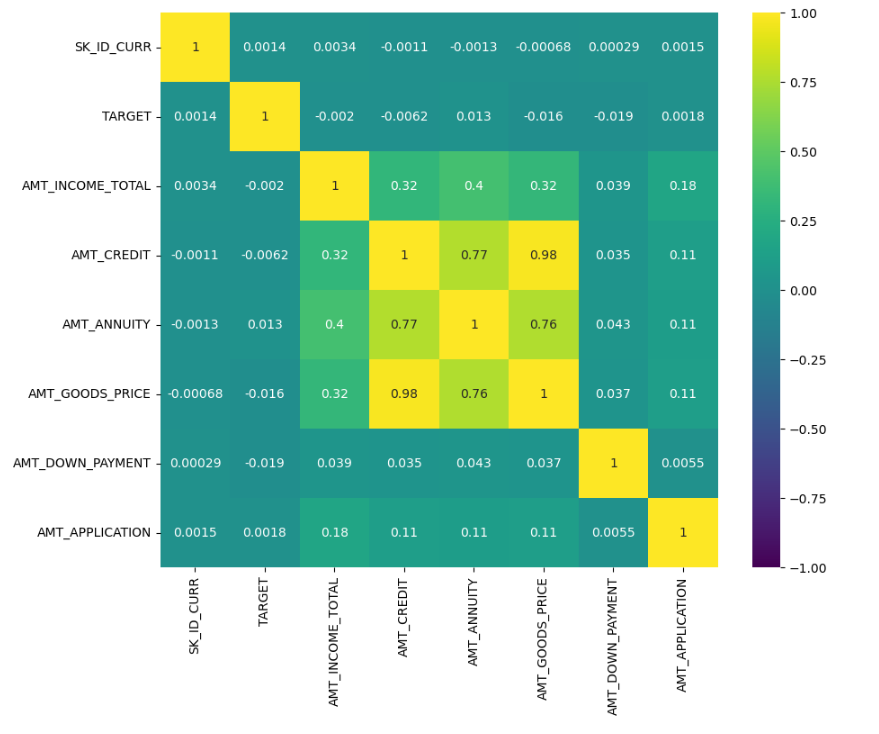 SK_ID_CURR 1 0.0014 0.0034 -0.0011 -0.0013 -0.00068 0.00029 0.0015
TARGET 0.0014 1 -0.002 -0.0062 0.013 -0.016 -0.019 0.0018
AMT_INCOME_TOTAL 0.0034 -0.002 1 0.32 0.4 0.32 0.039 0.18
AMT_CREDIT -0.0011 -0.0062 0.32 1 0.77 0.98 0.035 0.11
AMT_ANNUITY -0.0013 0.013 0.4 0.77 1 0.76 0.043 0.11
AMT_GOODS_PRICE -0.00068 -0.016 0.32 0.98 0.76 1 0.037 0.11
AMT_DOWN_PAYMENT 0.00029 -0.019 0.039 0.035 0.043 0.037 1 0.0055
AMT_APPLICATION 0.0015 0.0018 0.18 0.11 0.11 0.11 0.0055 1
SK_ID_CURR
TARGET
AMT_INCOME_TOTAL
AMT_CREDIT
AMT_ANNUITY
AMT_GOODS_PRICE
AMT_DOWN_PAYMENT
AMT_APPLICATION
1.00
0.75
0.50
0.25
0.00
−0.25
−0.50
−0.75
−1.00